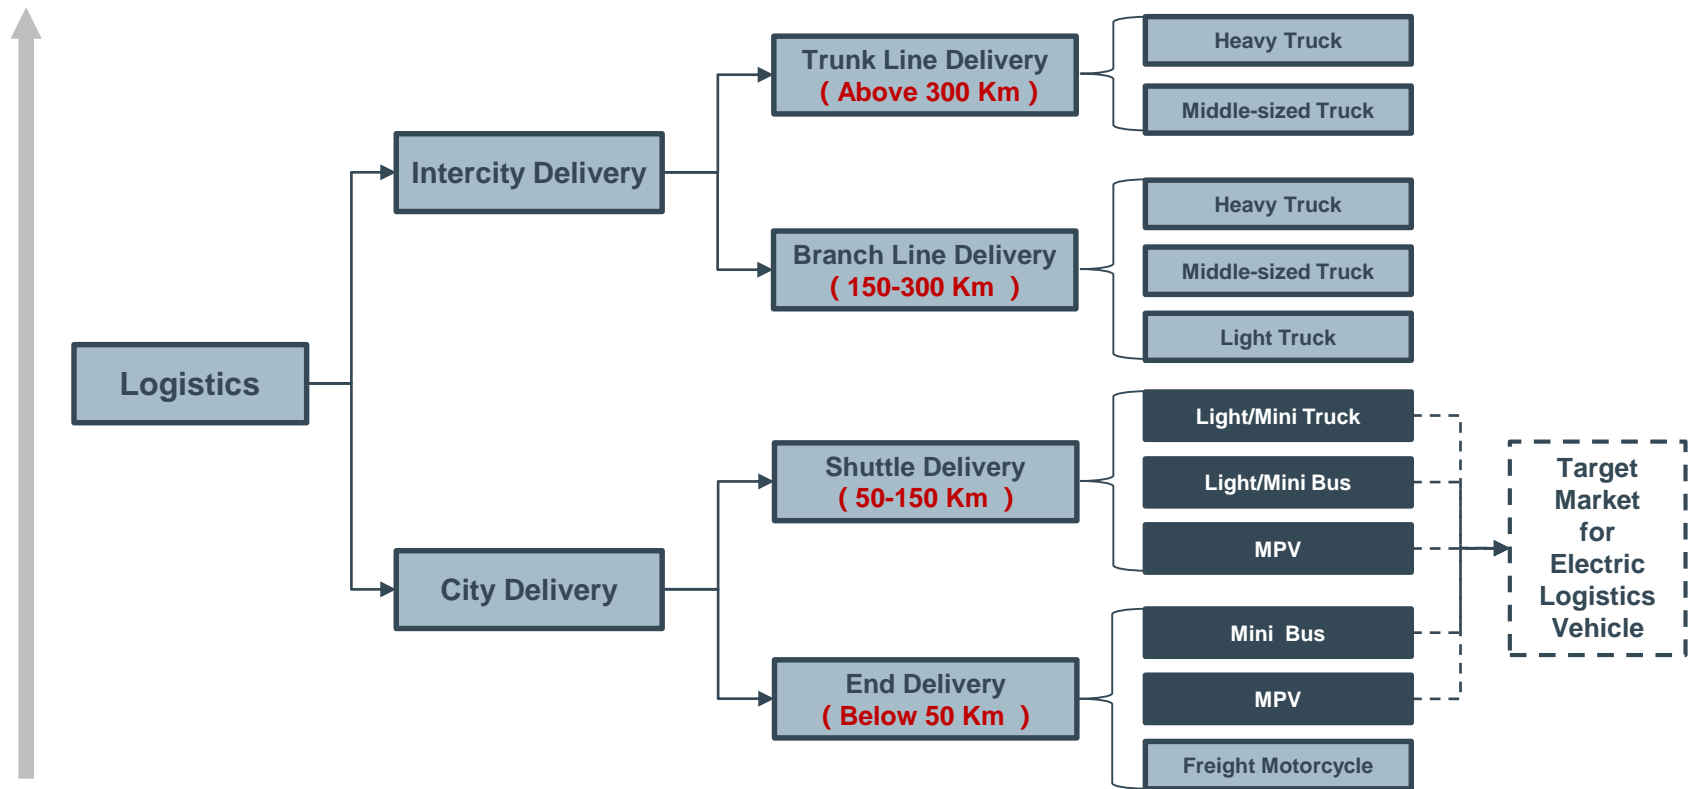 Logistics
Intercity Delivery
City Delivery
Trunk Line Delivery
( Above 300 Km )
Branch Line Delivery
( 150-300 Km )
Shuttle Delivery
( 50-150 Km )
End Delivery
( Below 50 Km )
Heavy Truck
Middle-sized Truck
Heavy Truck
Middle-sized Truck
Light Truck
Light/Mini Truck
Light/Mini Bus
MPV
Mini Bus
MPV
Freight Motorcycle
Target
Market
for
Electric
Logistics
Vehicle